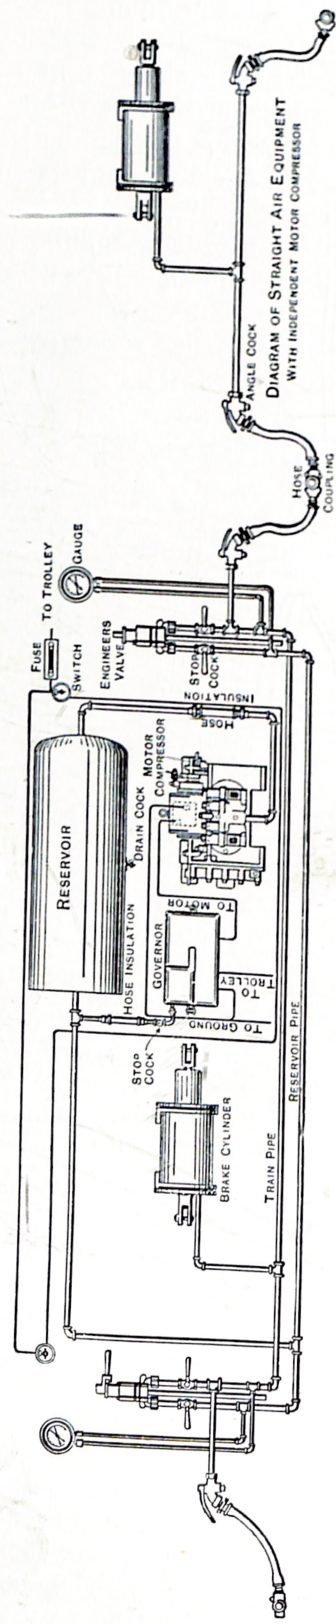 DIAGRAM OF STRAIGHT AIR EQUIPMENT
WITH INDEPENDENT MOTOR COMPRESSOR
FUSE
TO TROLLEY
SWITCH
GAUGE
ENGINEERS
VALVE
STOP
COCK
ANGLE COCK
HOSE
COUPLING
RESERVOIR
DRAIN COCK
MOTOR
COMPRESSOR
HOSE
INSULATION
HOSE INSULATION
GOVERNOR
STOP
COCK
TO MOTOR
TO
TROLLEY
TO GROUND
BRAKE CYLINDER
TRAIN PIPE
RESERVOIR PIPE